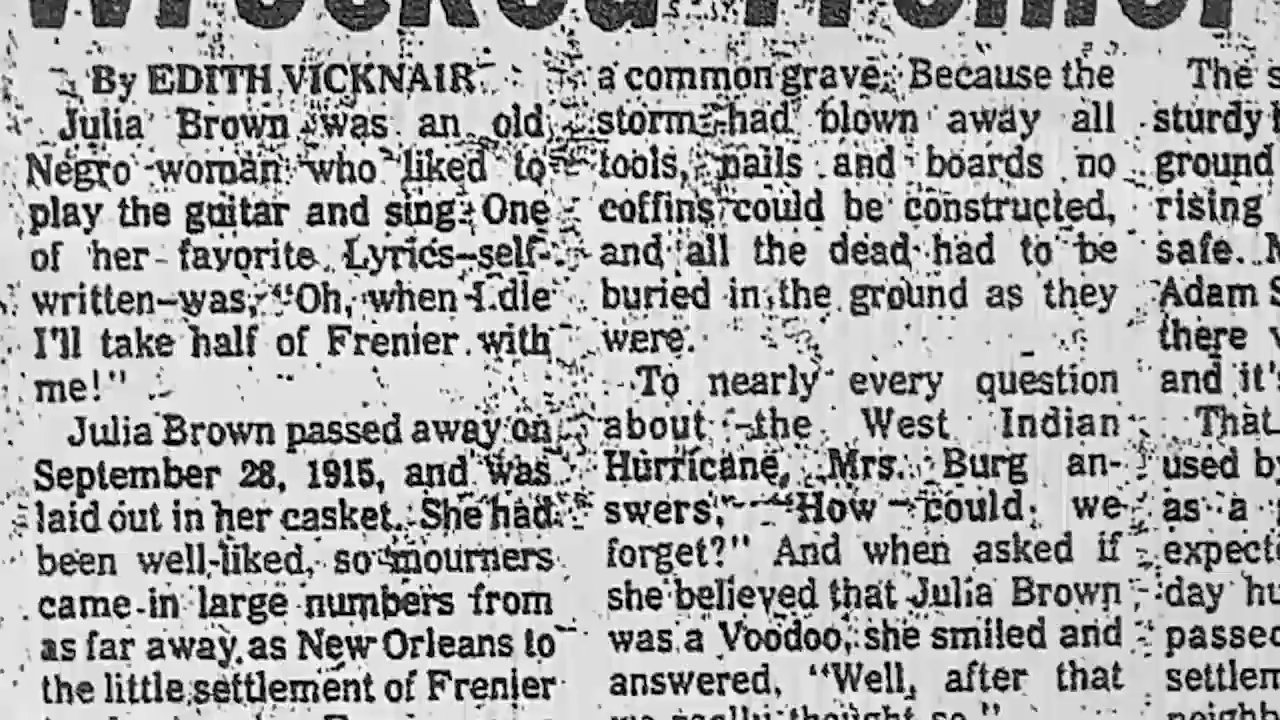 Wrecked Frenier
By EDITH VICKNAIR
Julia Brown was an old
Negro woman who liked to
play the guitar and sing. One
of her favorite Lyrics—self-
written—was, "Oh, when I die
I'll take half of Frenier with
me!"
Julia Brown passed away on
September 28, 1915, and was
laid out in her casket. She had
been well-liked, so mourners
came in large numbers from
as far away as New Orleans to
the little settlement of Frenier
a common grave. Because the
storm had blown away all
tools, nails and boards no
coffins could be constructed,
and all the dead had to be
buried in the ground as they
were.
To nearly every question
about the West Indian
Hurricane, Mrs. Burg an-
swers, "How could we
forget?" And when asked if
she believed that Julia Brown
was a Voodoo, she smiled and
answered, "Well, after that
we really thought so."
The
sturdy
ground
rising
safe.
Adam
there
and it's
That
used by
as a
day
passed